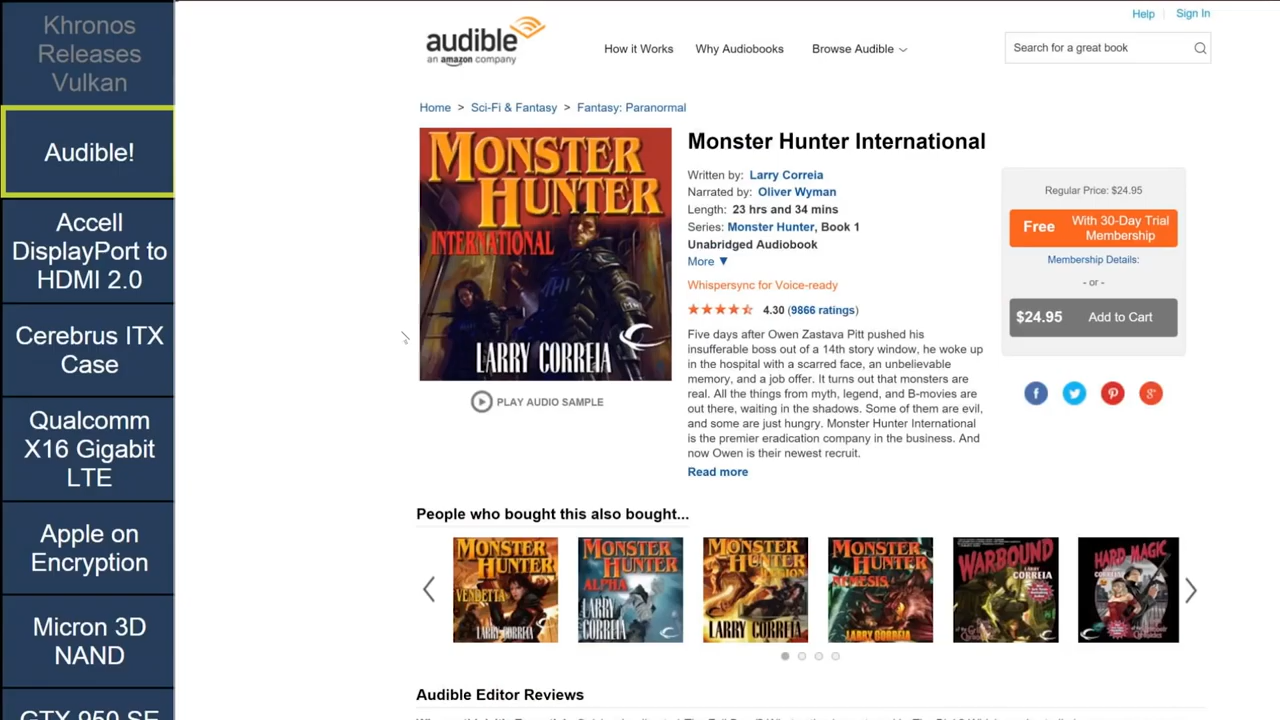 Khronos
Releases
Vulkan
Audible!
Accell
DisplayPort to
HDMI 2.0
Cerebrus ITX
Case
Qualcomm
X16 Gigabit
LTE
Apple on
Encryption
Micron 3D
NAND
GTX 950 SE
Help
Sign In
audible
an amazon company
How it Works
Why Audiobooks
Browse Audible
Search for a great book
Home > Sci-Fi & Fantasy > Fantasy: Paranormal
MONSTER
HUNTER
INTERNATIONAL
LARRY CORREIA
PLAY AUDIO SAMPLE
Monster Hunter International
Written by: Larry Correia
Narrated by: Oliver Wyman
Length: 23 hrs and 34 mins
Series: Monster Hunter, Book 1
Unabridged Audiobook
More ▼
Whispersync for Voice-ready
4.30 (9866 ratings)
Five days after Owen Zastava Pitt pushed his
insufferable boss out of a 14th story window, he woke up
in the hospital with a scarred face, an unbelievable
memory, and a job offer. It turns out that monsters are
real. All the things from myth, legend, and B-movies are
out there, waiting in the shadows. Some of them are evil,
and some are just hungry. Monster Hunter International
is the premier eradication company in the business. And
now Owen is their newest recruit.
Read more
Regular Price: $24.95
Free With 30-Day Trial
Membership
Membership Details:
- or -
$24.95 Add to Cart
People who bought this also bought...
MONSTER
HUNTER
VENDETTA
LARRY CORREIA
MONSTER
HUNTER
ALPHA
LARRY
CORREIA
MONSTER
HUNTER
LEGION
LARRY CORREIA
MONSTER
HUNTER
NEMESIS
LARRY CORREIA
WARBOUND
LARRY
CORREIA
HARD MAGIC
Audible Editor Reviews